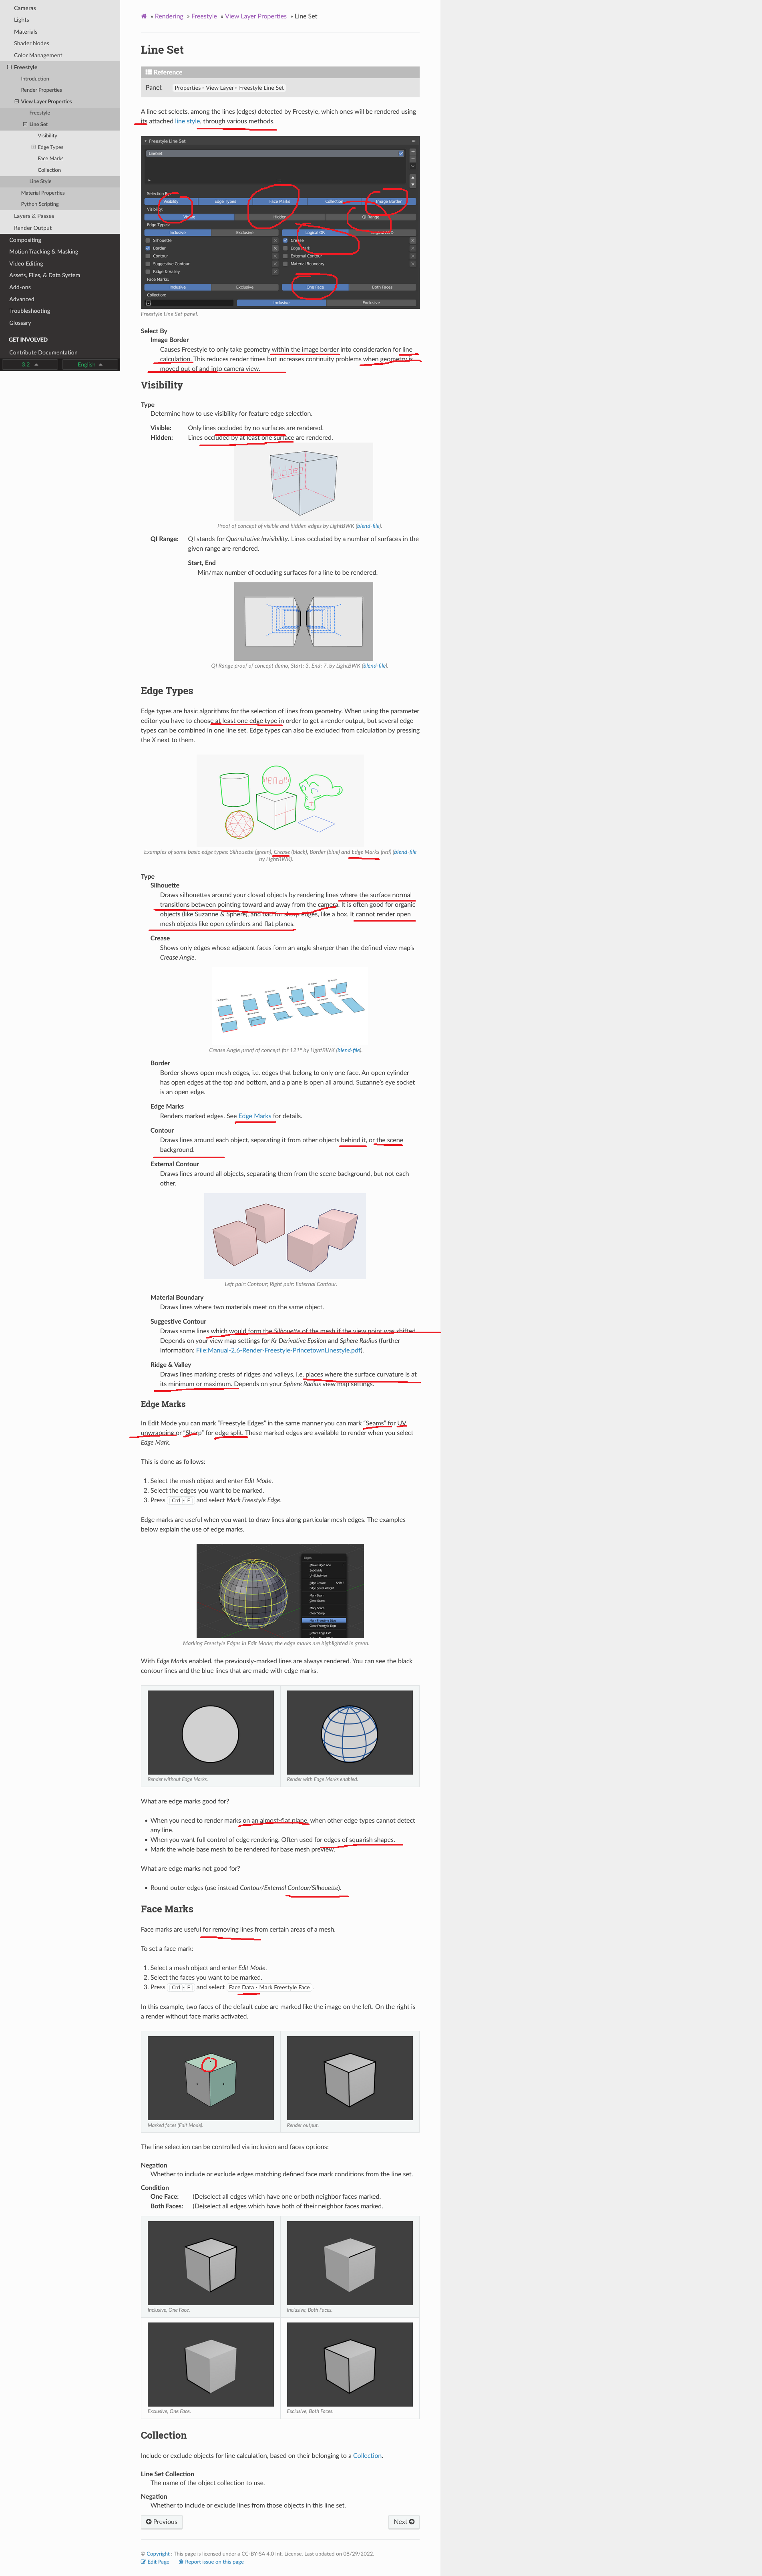 Cameras
Lights
Materials
Shader Nodes
Color Management
Freestyle
Introduction
Render Properties
View Layer Properties
Freestyle
Line Set
Visibility
Edge Types
Face Marks
Collection
Line Style
Material Properties
Python Scripting
Layers & Passes
Render Output
Compositing
Motion Tracking & Masking
Video Editing
Assets, Files, & Data System
Add-ons
Advanced
Troubleshooting
Glossary
GET INVOLVED
Contribute Documentation
3.2 English
» Rendering » Freestyle » View Layer Properties » Line Set
Line Set
Reference
Panel: Properties ‣ View Layer ‣ Freestyle Line Set
A line set selects, among the lines (edges) detected by Freestyle, which ones will be rendered using
its attached line style, through various methods.
Freestyle Line Set
LineSet
Selection By
Visibility Edge Types Face Marks Collection Image Border
Visibility:
Visible Hidden QI Range
Edge Types:
Inclusive Exclusive Logical OR
Silhouette Crease
Border Edge Mark
Contour External Contour
Suggestive Contour Material Boundary
Ridge & Valley
Face Marks:
Inclusive Exclusive One Face Both Faces
Collection:
Inclusive Exclusive
Freestyle Line Set panel.
Select By
Image Border
Causes Freestyle to only take geometry within the image border into consideration for line
calculation. This reduces render times but increases continuity problems when geometry is
moved out of and into camera view.
Visibility
Type
Determine how to use visibility for feature edge selection.
Visible: Only lines occluded by no surfaces are rendered.
Hidden: Lines occluded by at least one surface are rendered.
hidden
Proof of concept of visible and hidden edges by LightBWK (blend-file).
QI Range: QI stands for Quantitative Invisibility. Lines occluded by a number of surfaces in the
given range are rendered.
Start, End
Min/max number of occluding surfaces for a line to be rendered.
QI Range proof of concept demo, Start: 3, End: 7, by LightBWK (blend-file).
Edge Types
Edge types are basic algorithms for the selection of lines from geometry. When using the parameter
editor you have to choose at least one edge type in order to get a render output, but several edge
types can be combined in one line set. Edge types can also be excluded from calculation by pressing
the X next to them.
Examples of some basic edge types: Silhouette (green), Crease (black), Border (blue) and Edge Marks (red) (blend-file
by LightBWK).
Type
Silhouette
Draws silhouettes around your closed objects by rendering lines where the surface normal
transitions between pointing toward and away from the camera. It is often good for organic
objects (like Suzanne & Sphere), and bad for sharp edges, like a box. It cannot render open
mesh objects like open cylinders and flat planes.
Crease
Shows only edges whose adjacent faces form an angle sharper than the defined view map's
Crease Angle.
Crease Angle proof of concept for 121° by LightBWK (blend-file).
Border
Border shows open mesh edges, i.e. edges that belong to only one face. An open cylinder
has open edges at the top and bottom, and a plane is open all around. Suzanne's eye socket
is an open edge.
Edge Marks
Renders marked edges. See Edge Marks for details.
Contour
Draws lines around each object, separating it from other objects behind it, or the scene
background.
External Contour
Draws lines around all objects, separating them from the scene background, but not each
other.
Left pair: Contour; Right pair: External Contour.
Material Boundary
Draws lines where two materials meet on the same object.
Suggestive Contour
Draws some lines which would form the Silhouette of the mesh if the view point was shifted.
Depends on your view map settings for Kr Derivative Epsilon and Sphere Radius (further
information: File:Manual-2.6-Render-Freestyle-PrincetownLinestyle.pdf).
Ridge & Valley
Draws lines marking crests of ridges and valleys, i.e. places where the surface curvature is at
its minimum or maximum. Depends on your Sphere Radius view map settings.
Edge Marks
In Edit Mode you can mark "Freestyle Edges" in the same manner you can mark "Seams" for UV
unwrapping or "Sharp" for edge split. These marked edges are available to render when you select
Edge Mark.
This is done as follows:
1. Select the mesh object and enter Edit Mode.
2. Select the edges you want to be marked.
3. Press Ctrl - E and select Mark Freestyle Edge.
Edge marks are useful when you want to draw lines along particular mesh edges. The examples
below explain the use of edge marks.
Marking Freestyle Edges in Edit Mode; the edge marks are highlighted in green.
With Edge Marks enabled, the previously-marked lines are always rendered. You can see the black
contour lines and the blue lines that are made with edge marks.
Render without Edge Marks.
Render with Edge Marks enabled.
What are edge marks good for?
• When you need to render marks on an almost-flat plane, when other edge types cannot detect
any line.
• When you want full control of edge rendering. Often used for edges of squarish shapes.
• Mark the whole base mesh to be rendered for base mesh preview.
What are edge marks not good for?
• Round outer edges (use instead Contour/External Contour/Silhouette).
Face Marks
Face marks are useful for removing lines from certain areas of a mesh.
To set a face mark:
1. Select a mesh object and enter Edit Mode.
2. Select the faces you want to be marked.
3. Press Ctrl - F and select Face Data ‣ Mark Freestyle Face .
In this example, two faces of the default cube are marked like the image on the left. On the right is
a render without face marks activated.
Marked faces (Edit Mode).
Render output.
The line selection can be controlled via inclusion and faces options:
Negation
Whether to include or exclude edges matching defined face mark conditions from the line set.
Condition
One Face: (De)select all edges which have one or both neighbor faces marked.
Both Faces: (De)select all edges which have both of their neighbor faces marked.
Inclusive, One Face.
Inclusive, Both Faces.
Exclusive, One Face.
Exclusive, Both Faces.
Collection
Include or exclude objects for line calculation, based on their belonging to a Collection.
Line Set Collection
The name of the object collection to use.
Negation
Whether to include or exclude lines from those objects in this line set.
Previous Next
© Copyright : This page is licensed under a CC-BY-SA 4.0 Int. License. Last updated on 08/29/2022.
Edit Page Report issue on this page